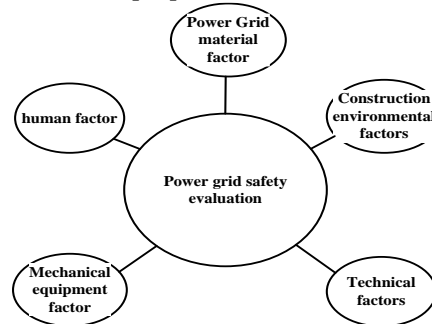 Power Grid
material
factor
human factor
Construction
environmental
factors
Power grid safety
evaluation
Mechanical
equipment
factor
Technical
factors